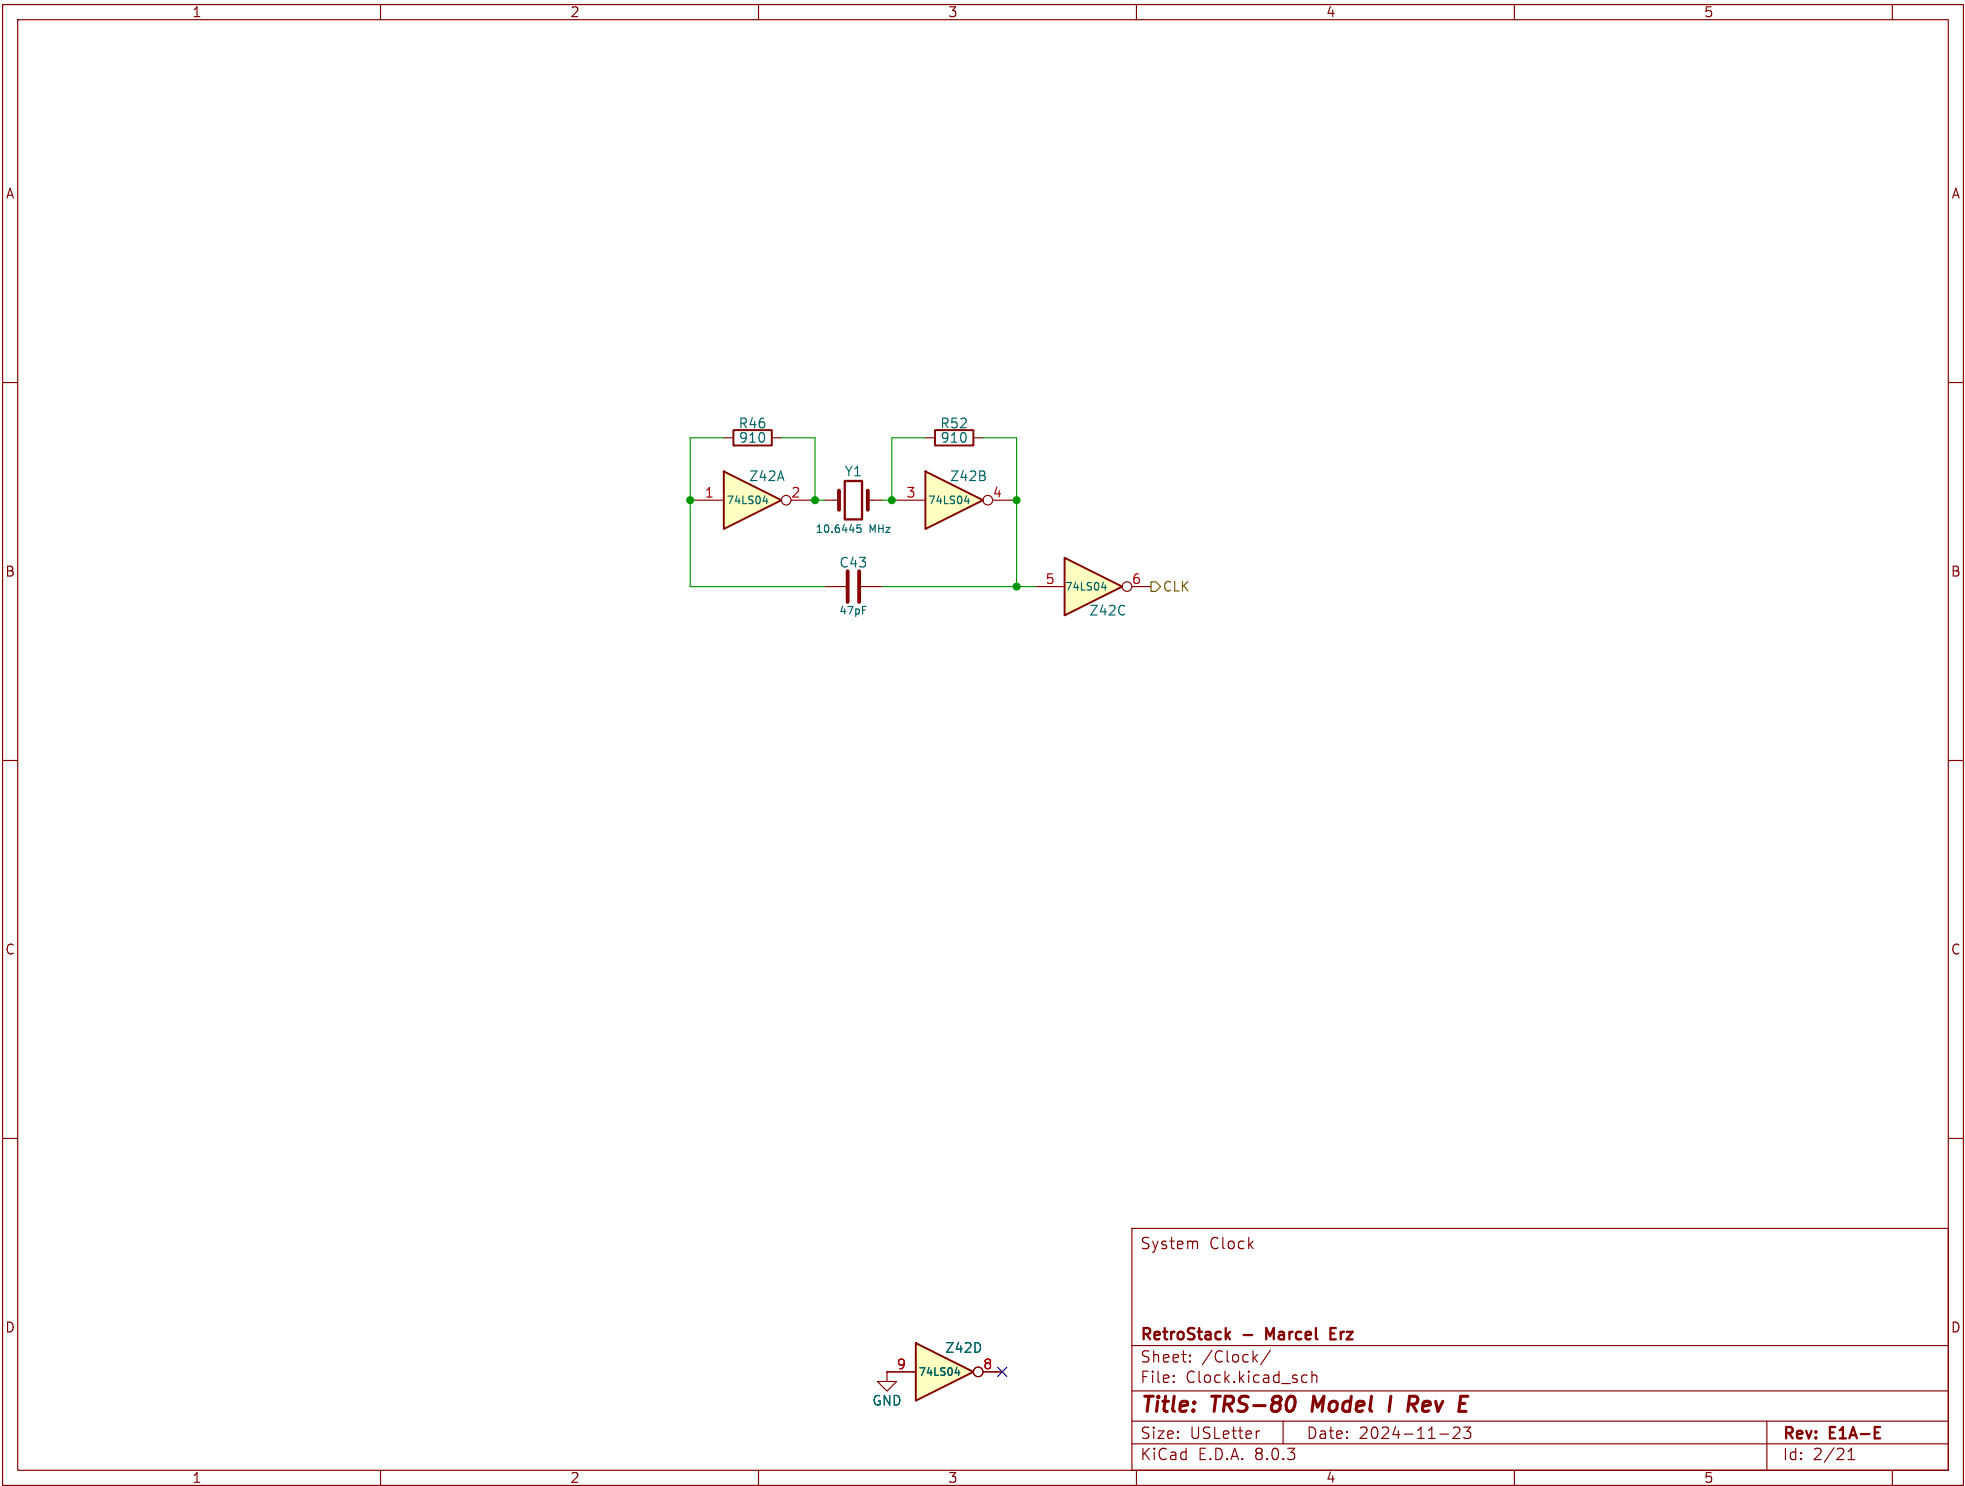 1 2 3 4 5
A A
R46 R52
910 910
Z42A Y1 Z42B
1 74LS04 2 3 74LS04 4
10.6445 MHz
C43
B 5 74LS04 6 CLK B
47pF Z42C
C C
System Clock
D RetroStack - Marcel Erz D
Z42D
9 74LS04 8
GND
Sheet: /Clock/
File: Clock.kicad_sch
Title: TRS-80 Model I Rev E
Size: USLetter Date: 2024-11-23 Rev: E1A-E
KiCad E.D.A. 8.0.3 Id: 2/21
1 2 3 4 5